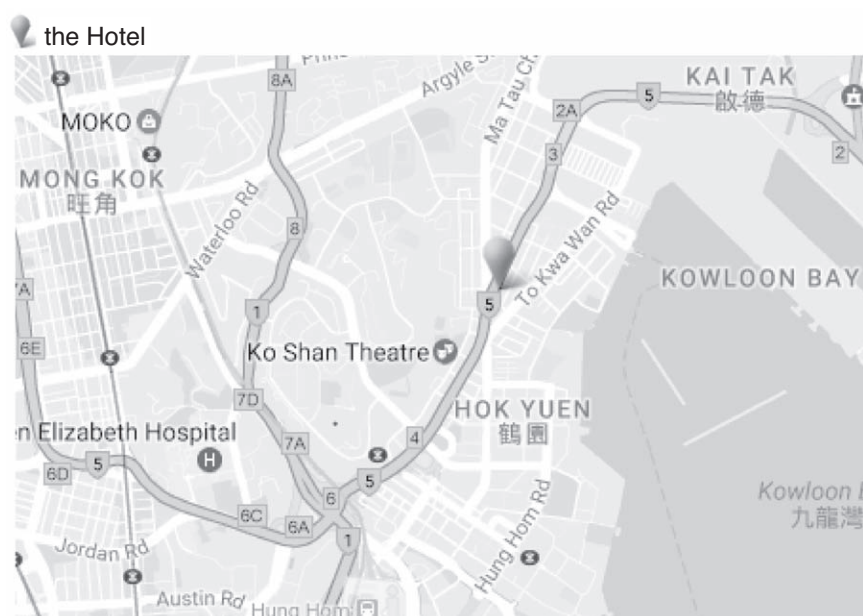 the Hotel
8A
Argyle
Ma Tau
KAI TAK
啟德
5
2A
MOKO
3
2
MONG KOK
旺角
Waterloo Rd
8
To Kwa Wan Rd
KOWLOON BAY
7A
5
1
6E
Ko Shan Theatre
7D
HOK YUEN
鶴園
n Elizabeth Hospital
H
7A
4
5
6D
5
6
Kowloon
九龍灣
6C
6A
1
Hung Hom Rd
Jordan Rd
Austin Rd
Hung Hom